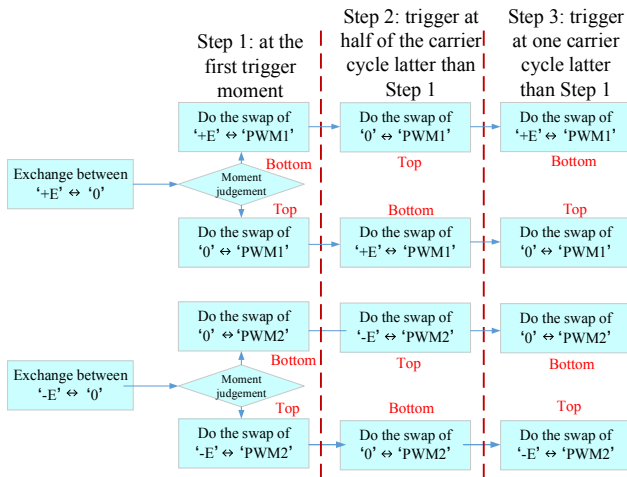 Step 1: at the
first trigger
moment
Step 2: trigger at
half of the carrier
cycle latter than
Step 1
Step 3: trigger
at one carrier
cycle latter
than Step 1
Do the swap of
‘+E’ ↔ ‘PWM1’
Do the swap of
‘0’ ↔ ‘PWM1’
Do the swap of
‘+E’ ↔ ‘PWM1’
Bottom
Top
Bottom
Exchange between
‘+E’ ↔ ‘0’
Moment
judgement
Top
Bottom
Top
Do the swap of
‘0’ ↔ ‘PWM1’
Do the swap of
‘+E’ ↔ ‘PWM1’
Do the swap of
‘0’ ↔ ‘PWM1’
Do the swap of
‘0’ ↔ ‘PWM2’
Do the swap of
‘-E’ ↔ ‘PWM2’
Do the swap of
‘0’ ↔ ‘PWM2’
Bottom
Top
Bottom
Exchange between
‘-E’ ↔ ‘0’
Moment
judgement
Top
Bottom
Top
Do the swap of
‘-E’ ↔ ‘PWM2’
Do the swap of
‘0’ ↔ ‘PWM2’
Do the swap of
‘-E’ ↔ ‘PWM2’